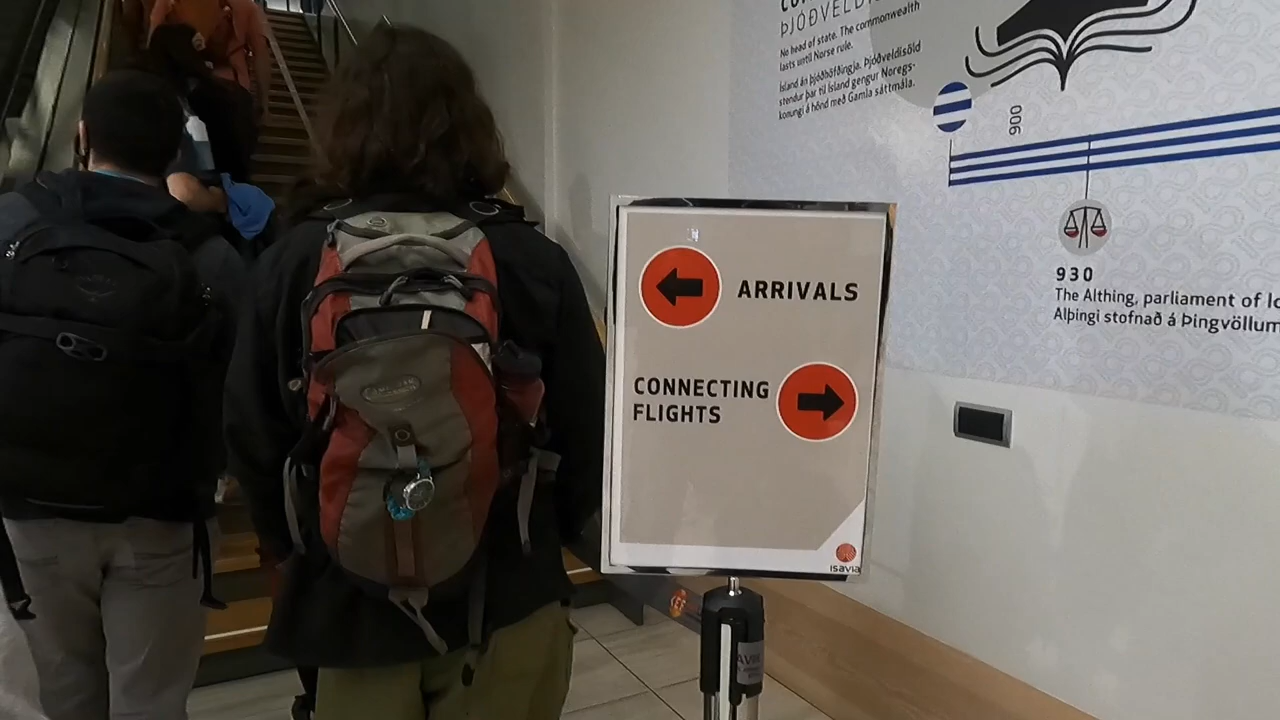 ÞJÓÐVELDI
No head of state. The commonwealth
lasts until Norse rule.
Ísland án þjóðhöfðingja. Þjóðveldisöld
stendur þar til Ísland gengur Noregs-
konungi á hönd með Gamla sáttmála.
900
930
The Althing, parliament of Ic
Alþingi stofnað á Þingvöllum
ARRIVALS
CONNECTING
FLIGHTS
isavia